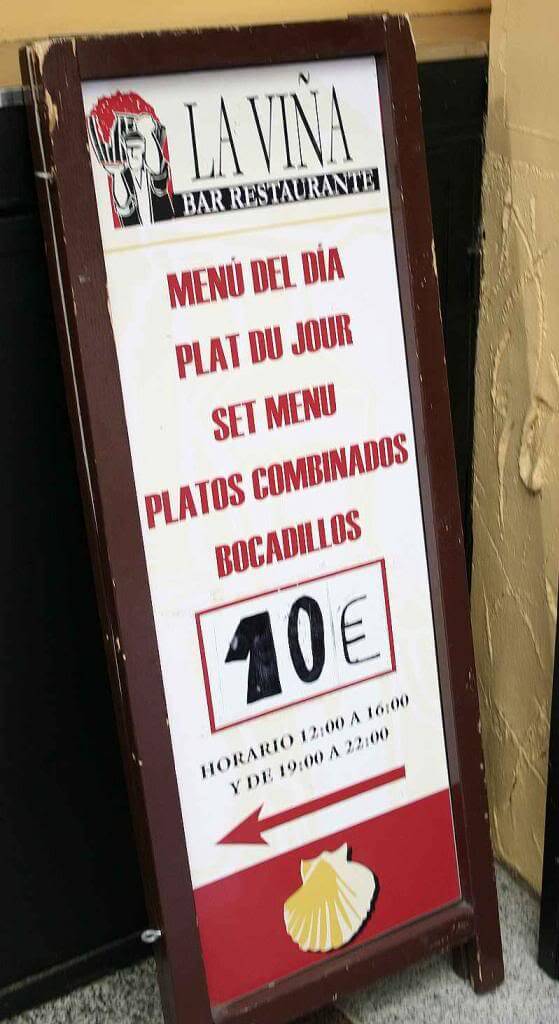 LA VIÑA
BAR RESTAURANTE
MENÚ DEL DÍA
PLAT DU JOUR
SET MENU
PLATOS COMBINADOS
BOCADILLOS
10€
HORARIO 12:00 A 16:00
Y DE 19:00 A 22:00